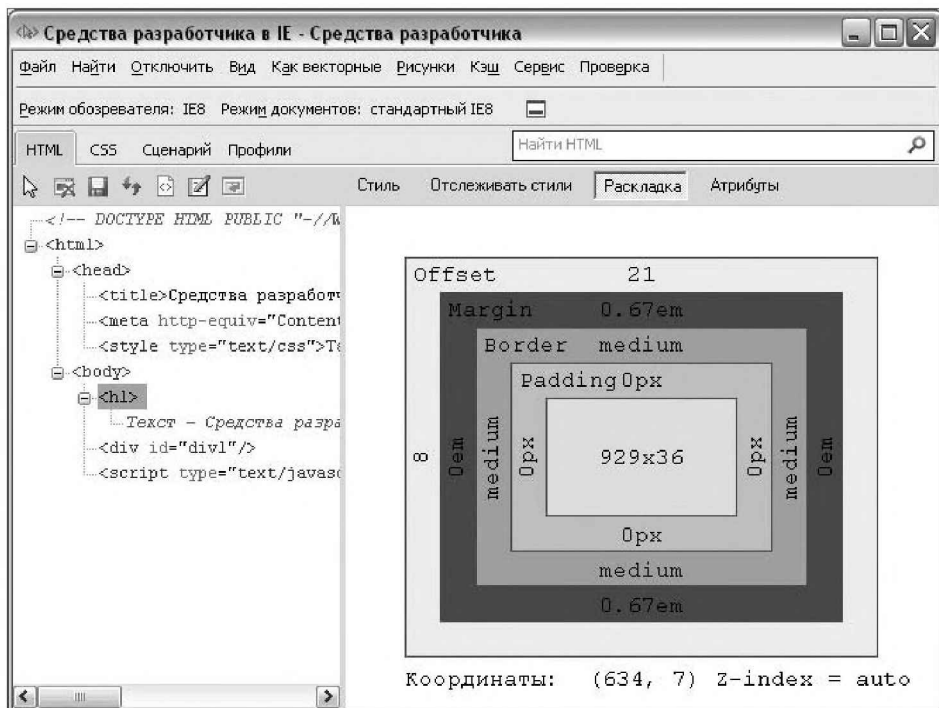 Средства разработчика в IE - Средства разработчика
Файл Найти Отключить Вид Как векторные Рисунки Кэш Сервис Проверка
Режим обозревателя: IE8 Режим документов: стандартный IE8
HTML CSS Сценарий Профили Найти HTML
Стиль Отслеживать стили Раскладка Атрибуты
<!-- DOCTYPE HTML PUBLIC "-//W
<html>
<head>
<title>Средства разработч
<meta http-equiv="Content
<style type="text/css">Ta
<body>
<h1>
Текст - Средства разра
<div id="div1"/>
<script type="text/javasc
Offset 21
Margin 0.67em
Border medium
Padding 0px
8 0em medium 0px 929x36 0px medium 0em
0px
medium
0.67em
Координаты: (634, 7) Z-index = auto